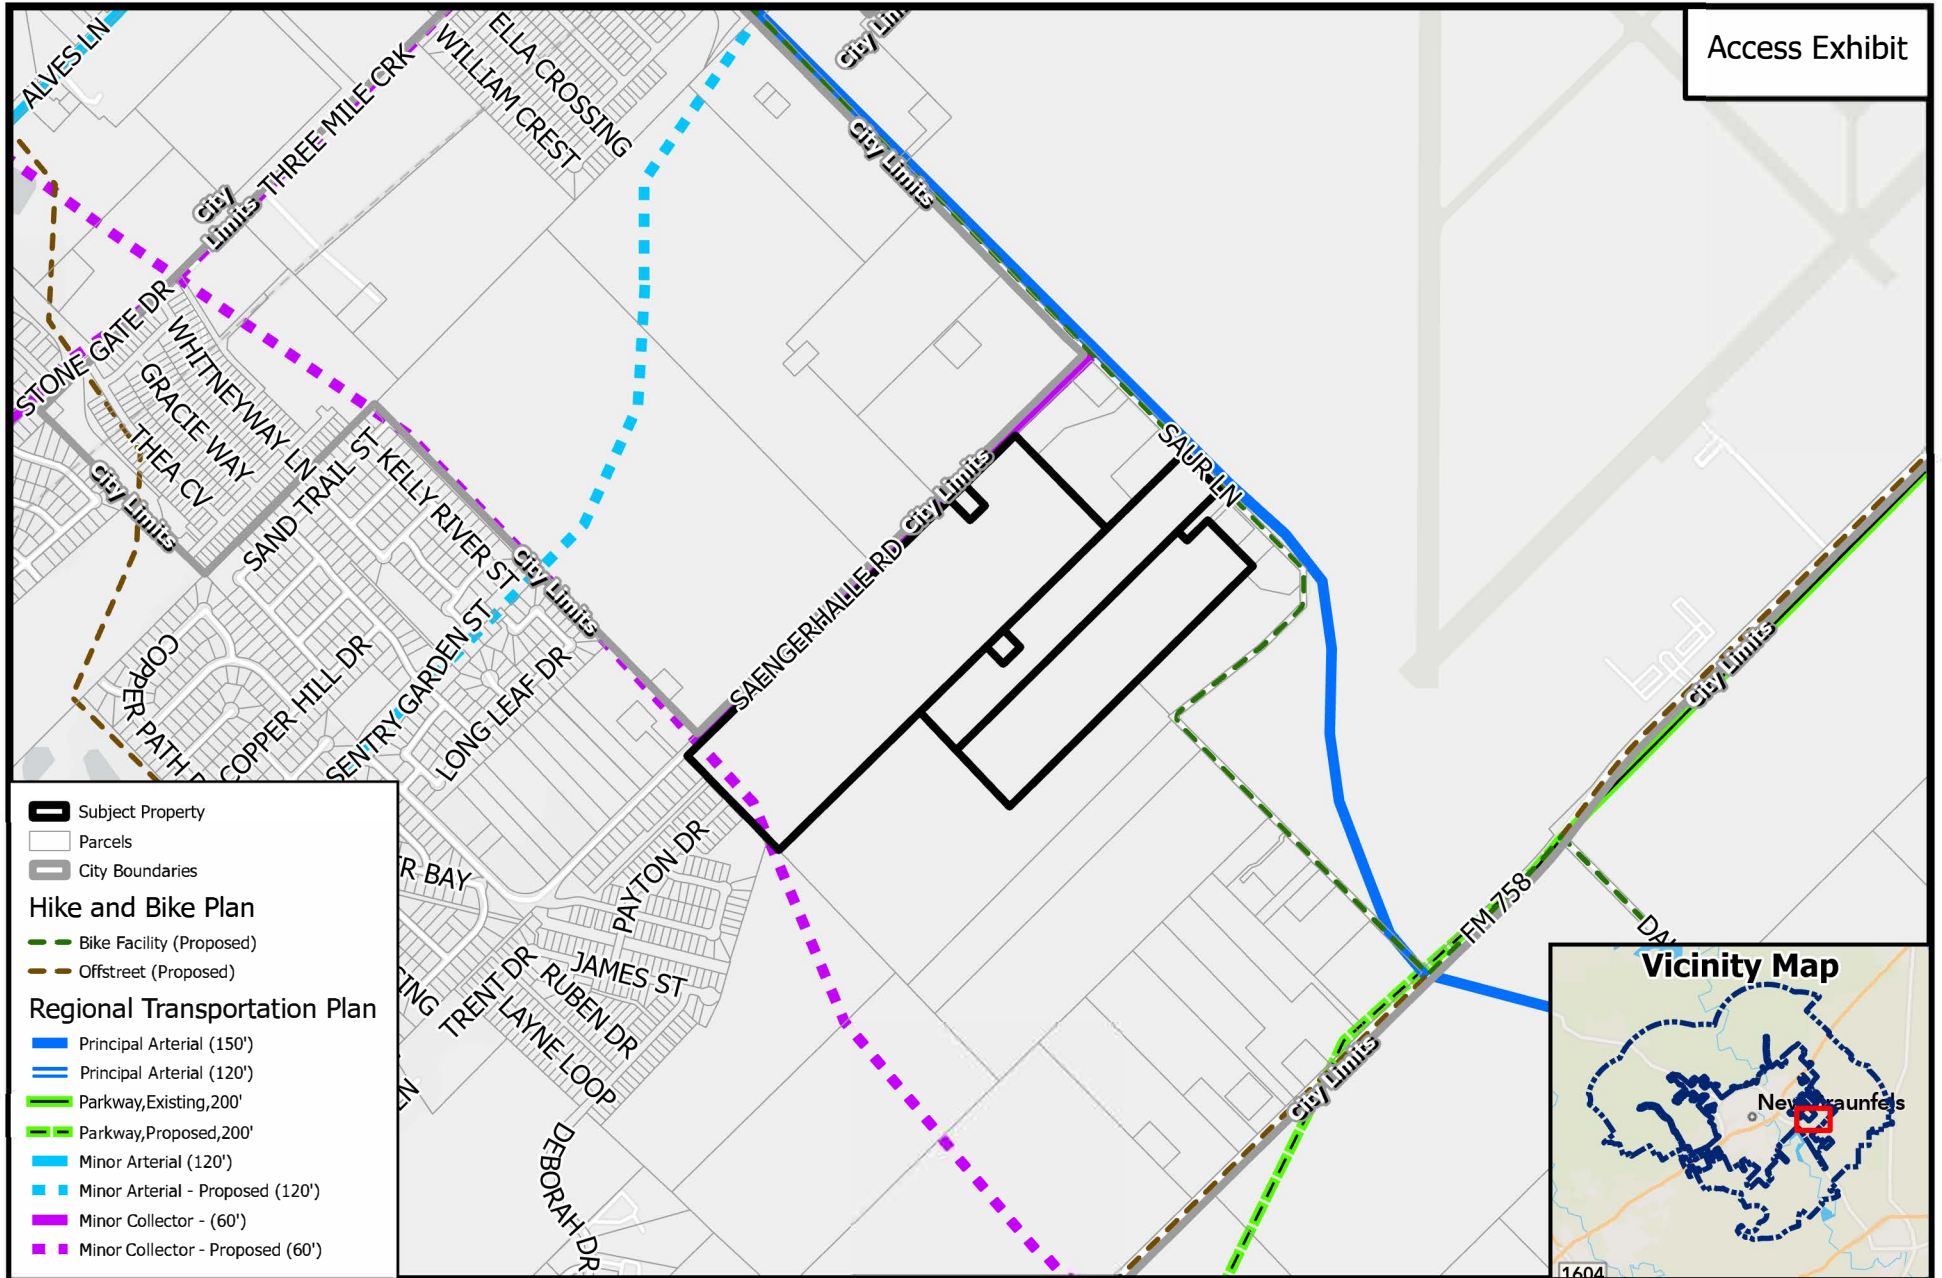 Access Exhibit
ALVES LN
THREE MILE CRK
WILLIAM CREST
ELLA CROSSING
City Lim
City Limits
City
Limits
STONE GATE DR
WHITNEYWAY LN
GRACIE WAY
THEA CV
City Limits
SAND TRAIL ST
KELLY RIVER ST
City Limits
SAENGERHALLE RD
City Limits
SAUR LN
City Limits
COPPER PATH
COPPER HILL DR
SENTRY GARDEN ST
LONG LEAF DR
ER BAY
PAYTON DR
JAMES ST
TRENT DR
RUBEN DR
LAYNE LOOP
DEBORAH DR
FM 758
City Limits
Subject Property
Parcels
City Boundaries
Hike and Bike Plan
Bike Facility (Proposed)
Offstreet (Proposed)
Regional Transportation Plan
Principal Arterial (150')
Principal Arterial (120')
Parkway,Existing,200'
Parkway,Proposed,200'
Minor Arterial (120')
Minor Arterial - Proposed (120')
Minor Collector - (60')
Minor Collector - Proposed (60')
Vicinity Map
New Braunfels
1604